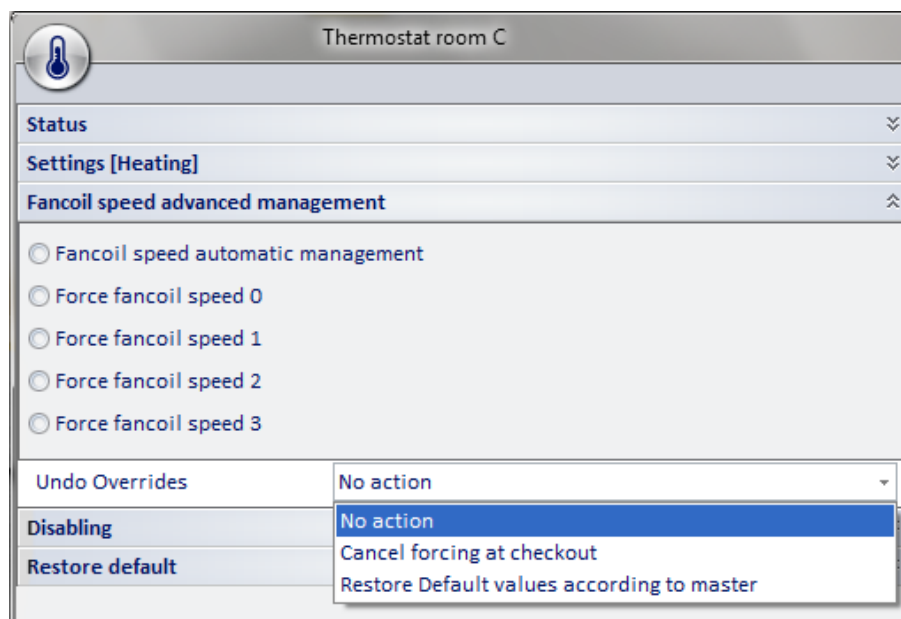 Thermostat room C
Status
Settings [Heating]
Fancoil speed advanced management
Fancoil speed automatic management
Force fancoil speed 0
Force fancoil speed 1
Force fancoil speed 2
Force fancoil speed 3
Undo Overrides No action
No action
Disabling
Cancel forcing at checkout
Restore default
Restore Default values according to master